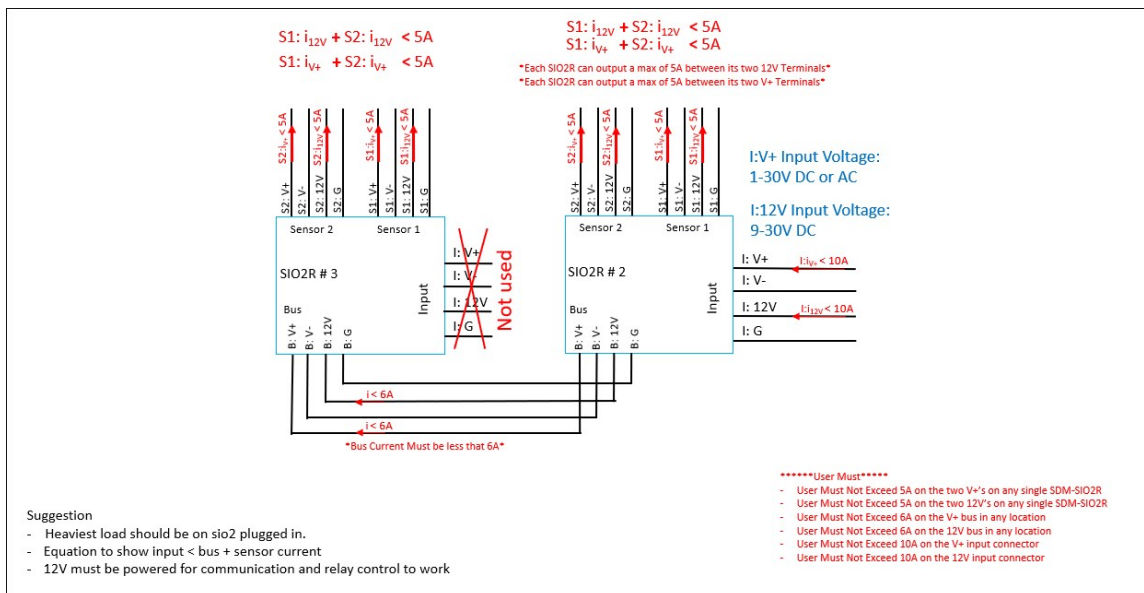 S1: i12V + S2: i12V < 5A
S1: iV+ + S2: iV+ < 5A
S1: i12V + S2: i12V < 5A
S1: iV+ + S2: iV+ < 5A
*Each SIO2R can output a max of 5A between its two 12V Terminals*
*Each SIO2R can output a max of 5A between its two V+ Terminals*
S2:iV+ < 5A
S2:i12V < 5A
S1:iV+ < 5A
S1:i12V < 5A
S2: V+
S2: V-
S2: 12V
S2: G
S1: V+
S1: V-
S1: 12V
S1: G
Sensor 2
Sensor 1
SIO2R # 3
Bus
Input
I: V+
I: V-
I: 12V
I: G
Not used
B: V+
B: V-
B: 12V
B: G
S2:iV+ < 5A
S2:i12V < 5A
S1:iV+ < 5A
S1:i12V < 5A
S2: V+
S2: V-
S2: 12V
S2: G
S1: V+
S1: V-
S1: 12V
S1: G
Sensor 2
Sensor 1
SIO2R # 2
Bus
Input
I: V+
I: V-
I: 12V
I: G
I:iV+ < 10A
I:i12V < 10A
B: V+
B: V-
B: 12V
B: G
I:V+ Input Voltage:
1-30V DC or AC
I:12V Input Voltage:
9-30V DC
i < 6A
i < 6A
*Bus Current Must be less that 6A*
******User Must*****
- User Must Not Exceed 5A on the two V+'s on any single SDM-SIO2R
- User Must Not Exceed 5A on the two 12V's on any single SDM-SIO2R
- User Must Not Exceed 6A on the V+ bus in any location
- User Must Not Exceed 6A on the 12V bus in any location
- User Must Not Exceed 10A on the V+ input connector
- User Must Not Exceed 10A on the 12V input connector
Suggestion
- Heaviest load should be on sio2 plugged in.
- Equation to show input < bus + sensor current
- 12V must be powered for communication and relay control to work